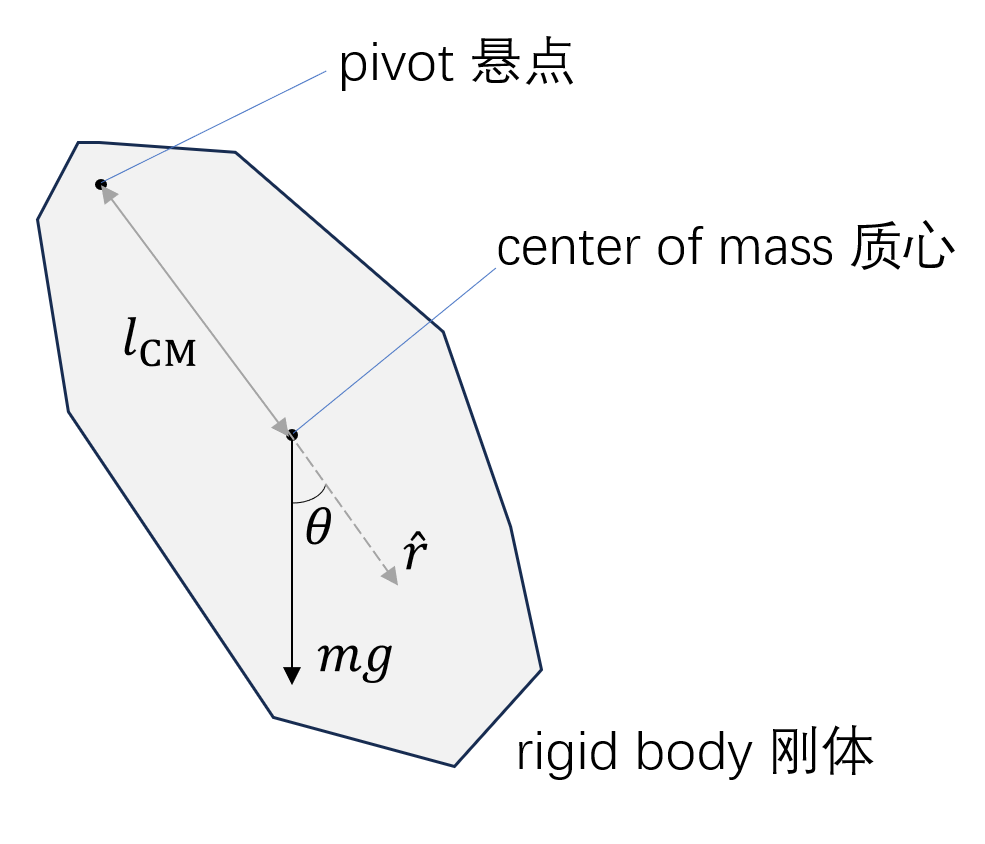 pivot 悬点
center of mass 质心
l_CM
θ
r̂
mg
rigid body 刚体